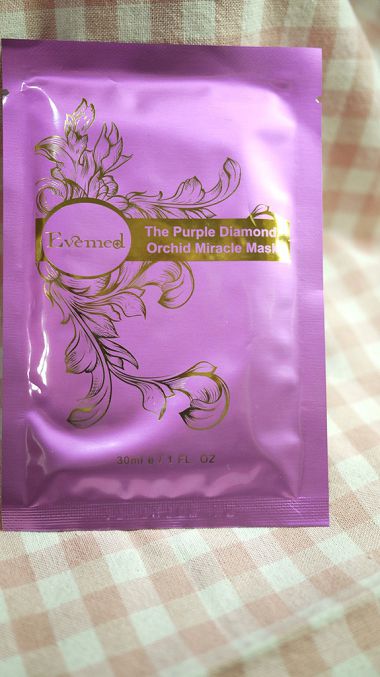 Evemed
The Purple Diamond
Orchid Miracle Mask
30ml e / 1 FL. OZ